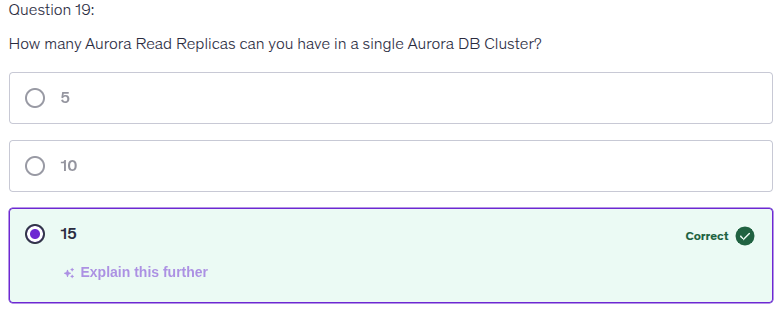 Question 19:
How many Aurora Read Replicas can you have in a single Aurora DB Cluster?
5
10
15
Correct
Explain this further